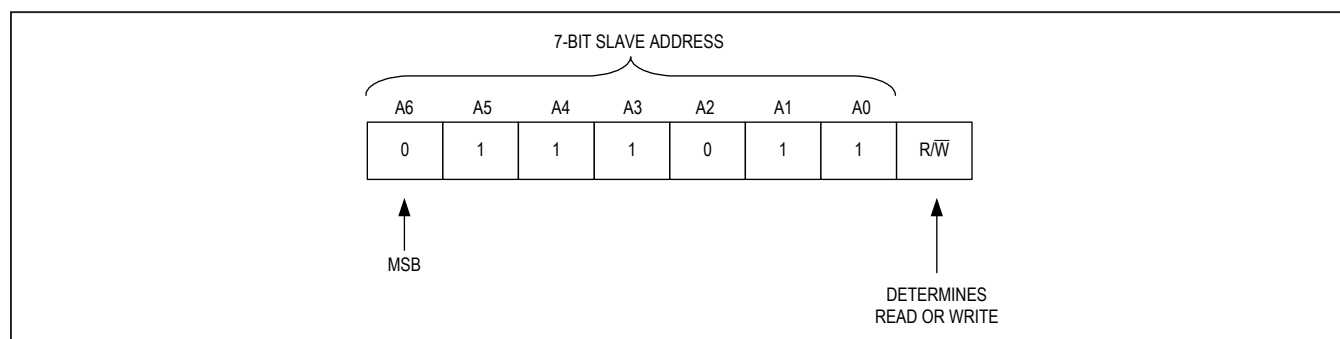 7-BIT SLAVE ADDRESS
A6 A5 A4 A3 A2 A1 A0
0 1 1 1 0 1 1 R/W̅
MSB
DETERMINES
READ OR WRITE